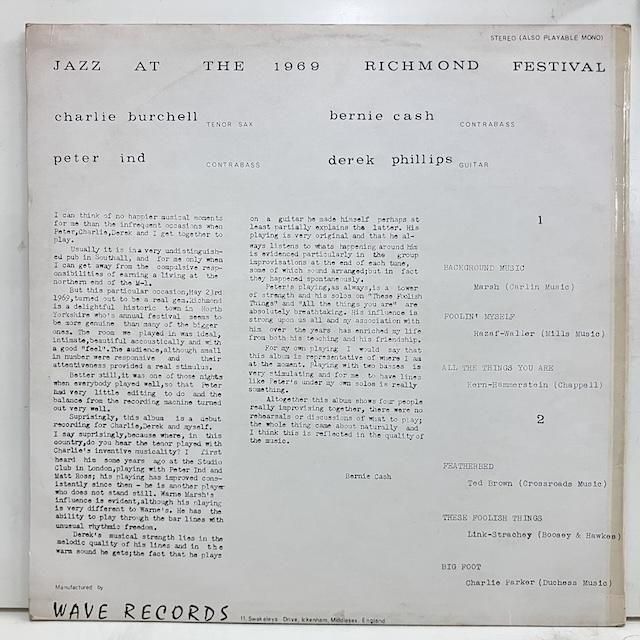 STEREO (ALSO PLAYABLE MONO)
JAZZ AT THE 1969 RICHMOND FESTIVAL
charlie burchell TENOR SAX
bernie cash CONTRABASS
peter ind CONTRABASS
derek phillips GUITAR
I can think of no happier musical moments
for me than the infrequent occasions when
Peter,Charlie,Derek and I get together to
play.
Usually it is in a very undistinguish-
ed pub in Southall, and for me only when
I can get away from the compulsive resp-
onsibilities of earning a living at the
northern end of the M-1.
But this particular occasion,May 23rd
1969,turned out to be a real gem.Richmond
is a delightful historic town in North
Yorkshire who's annual festival seems to
be more genuine than many of the bigger
ones. The room we played in was ideal,
intimate,beautiful accoustically and with
a good "feel".The audience,although small
in number were responsive and their
attentiveness provided a real stimulus.
Better still,it was one of those nights
when everybody played well,so that Peter
had very little editing to do and the
balance from the recording machine turned
out very well.
Suprisingly, this album is a debut
recording for Charlie,Derek and myself.
I say suprisingly,because where, in this
country,do you hear the tenor played with
Charlie's inventive musicality? I first
heard him some years ago at the Studio
Club in London,playing with Peter Ind and
Matt Ross; his playing has improved cons-
istently since then - he is another player
who does not stand still. Warne Marsh's
influence is evident,although his playing
is very different to Warne's. He has the
ability to play through the bar lines with
unusual rhythmic freedom.
Derek's musical strength lies in the
melodic quality of his lines and in the
warm sound he gets;the fact that he plays
on a guitar he made himself perhaps at
least partially explains the latter. His
playing is very original and that he al-
ways listens to whats happening around him
is evidenced particularly in the group
improvisations at the end of each tune,
some of which sound arranged;but in fact
they happened spontaneously.
Peter's playing,as always,is a tower
of strength and his solos on "These Foolish
Things" and "All the things you are" are
absolutely breathtaking. His influence is
strong upon us all and my association with
him over the years has enriched my life
from both his teaching and his friendship.
For my own playing I would say that
this album is representative of where I am
at the moment. Playing with two basses is
very stimulating and for me to have lines
like Peter's under my own solos is really
something.
Altogether this album shows four people
really improvising together, there were no
rehearsals or discusions of what to play;
the whole thing came about naturally and
I think this is reflected in the quality of
the music.
Bernie Cash
1
BACKGROUND MUSIC
Marsh (Carlin Music)
FOOLIN' MYSELF
Hazaf-Waller (Mills Music)
ALL THE THINGS YOU ARE
Kern-Hammerstein (Chappell)
2
FEATHERBED
Ted Brown (Crossroads Music)
THESE FOOLISH THINGS
Link-Strachey (Boosey & Hawkes)
BIG FOOT
Charlie Parker (Duchess Music)
Manufactured by
WAVE RECORDS 11, Swakeleys Drive, Ickenham, Middlesex. England